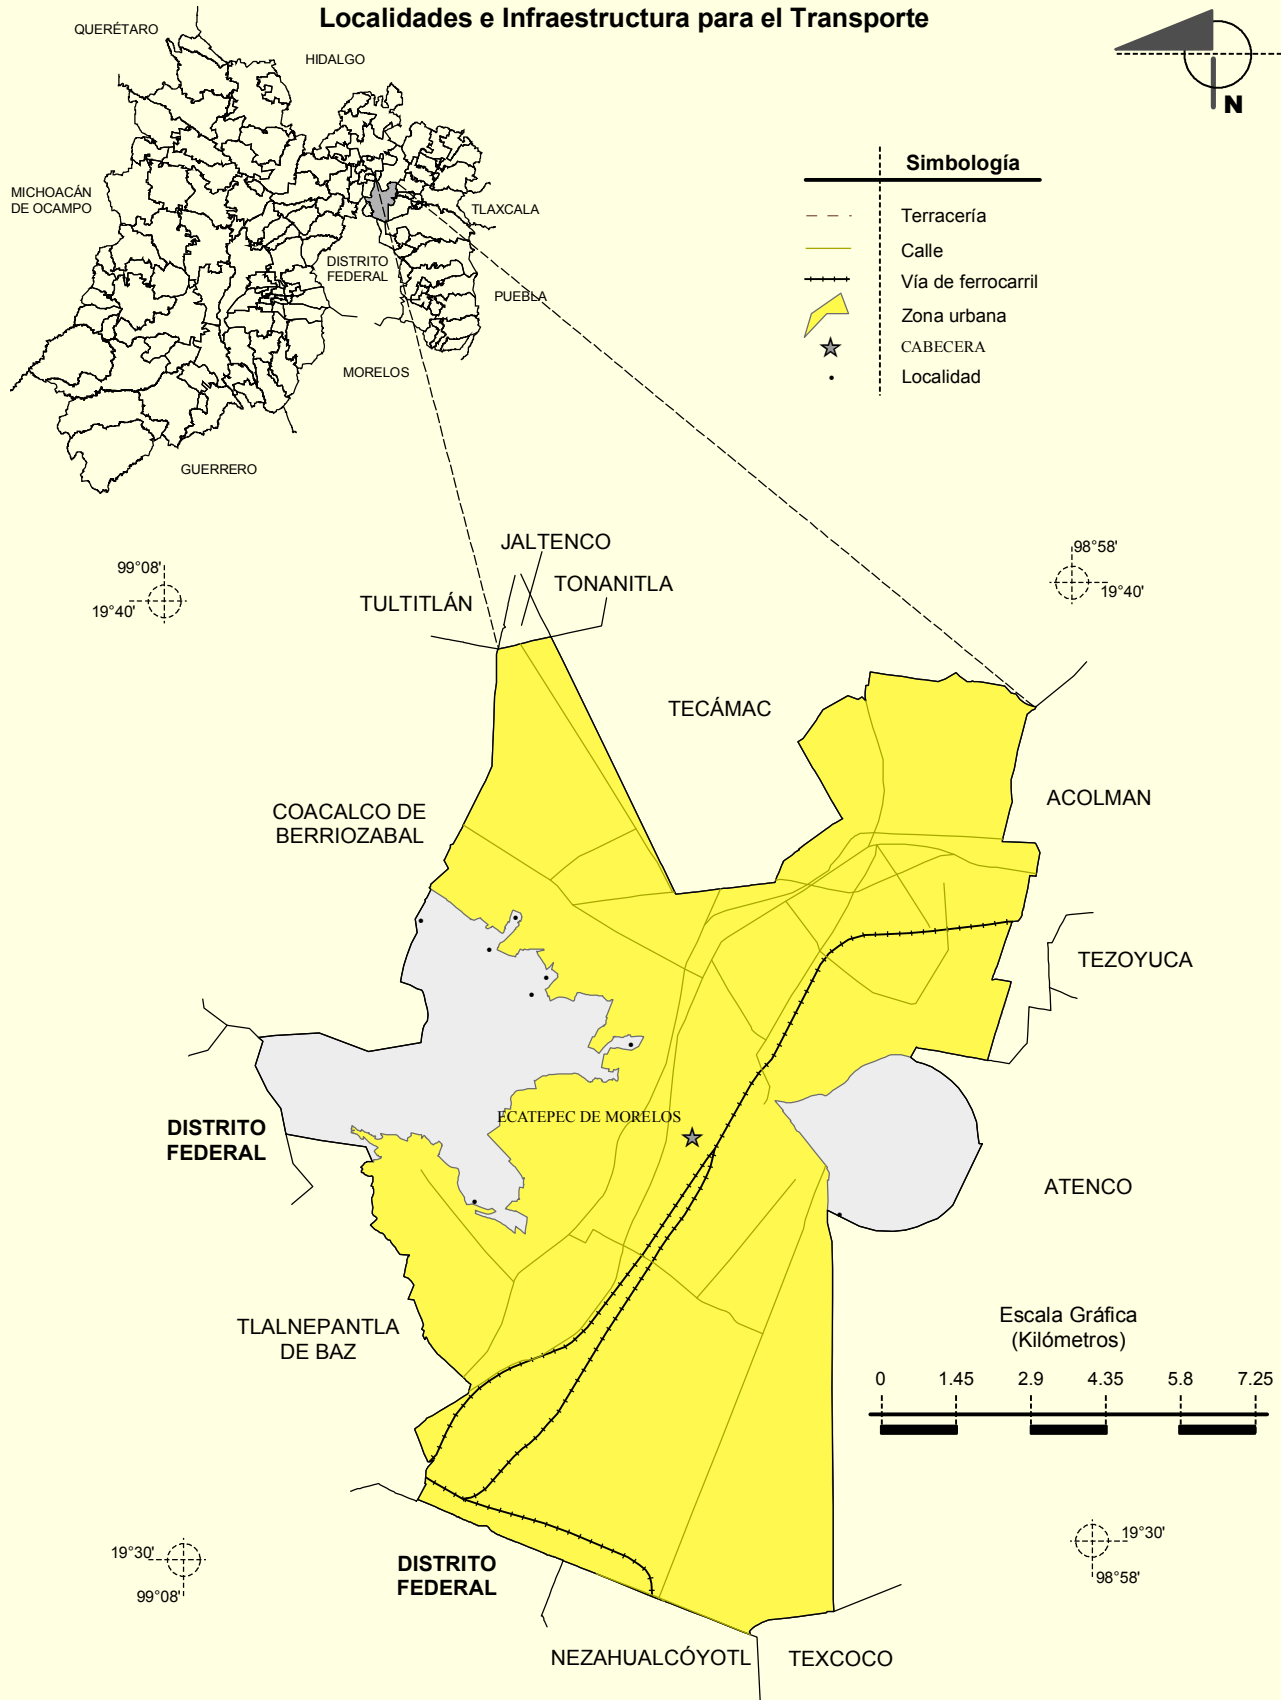 Localidades e Infraestructura para el Transporte
QUERÉTARO
HIDALGO
MICHOACÁN
DE OCAMPO
TLAXCALA
DISTRITO
FEDERAL
PUEBLA
MORELOS
GUERRERO
N
Simbología
Terracería
Calle
Vía de ferrocarril
Zona urbana
CABECERA
Localidad
99°08'
19°40'
98°58'
19°40'
JALTENCO
TONANITLA
TULTITLÁN
TECÁMAC
COACALCO DE
BERRIOZABAL
ACOLMAN
TEZOYUCA
DISTRITO
FEDERAL
ECATEPEC DE MORELOS
ATENCO
TLALNEPANTLA
DE BAZ
Escala Gráfica
(Kilómetros)
0 1.45 2.9 4.35 5.8 7.25
19°30'
99°08'
19°30'
98°58'
DISTRITO
FEDERAL
NEZAHUALCÓYOTL
TEXCOCO